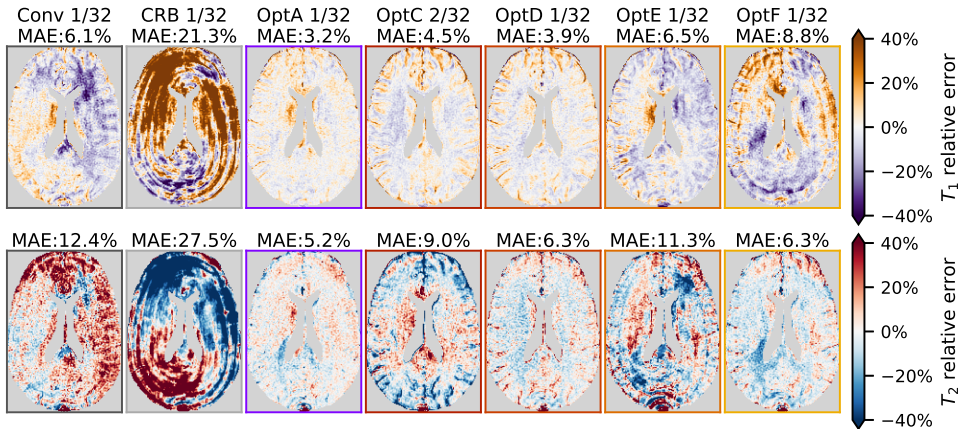 Conv 1/32 CRB 1/32 OptA 1/32 OptC 2/32 OptD 1/32 OptE 1/32 OptF 1/32
MAE:6.1% MAE:21.3% MAE:3.2% MAE:4.5% MAE:3.9% MAE:6.5% MAE:8.8%
40%
20%
0%
−20%
−40%
T1 relative error
MAE:12.4% MAE:27.5% MAE:5.2% MAE:9.0% MAE:6.3% MAE:11.3% MAE:6.3%
40%
20%
0%
−20%
−40%
T2 relative error